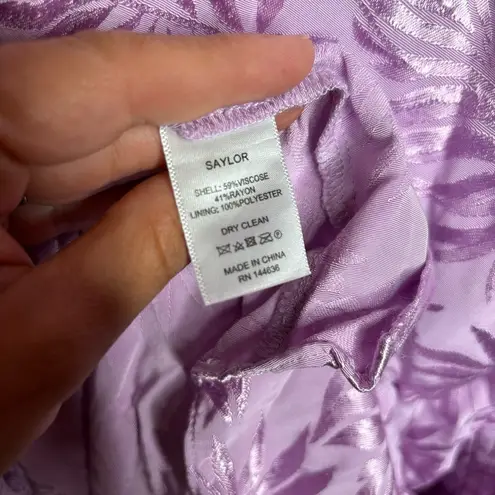 SAYLOR
SHELL: 59%VISCOSE
41%RAYON
LINING: 100%POLYESTER
DRY CLEAN
MADE IN CHINA
RN 144636